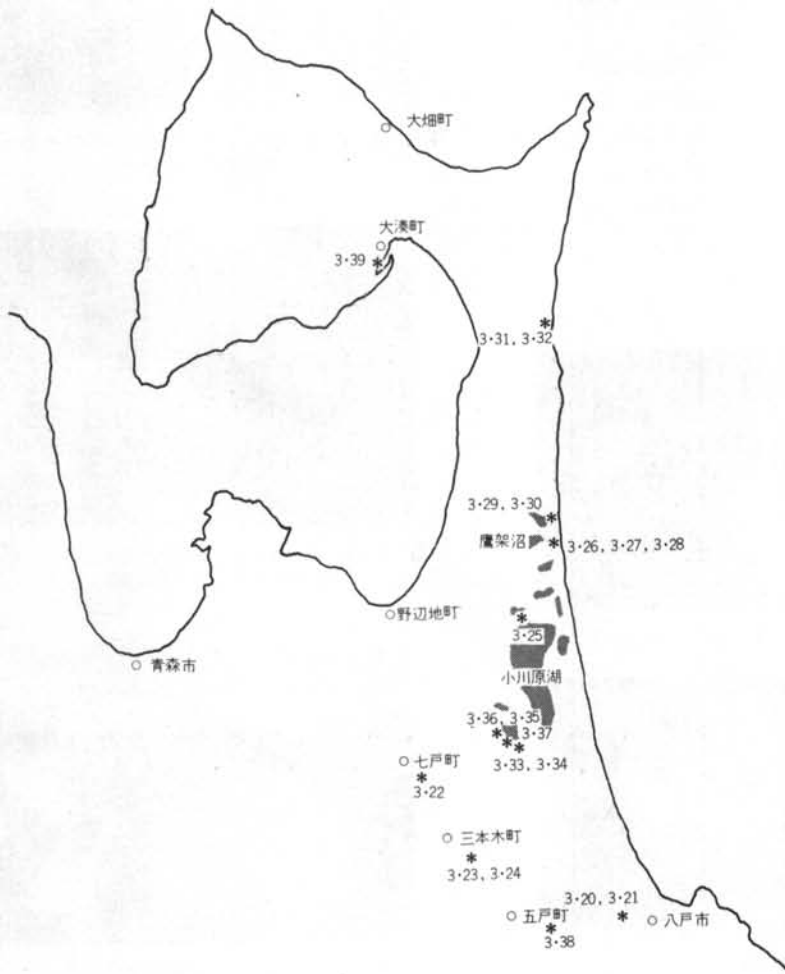 大畑町
大湊町
3・39
3・31, 3・32
3・29, 3・30
鷹架沼
3・26, 3・27, 3・28
野辺地町
3・25
青森市
小川原湖
3・36, 3・35
3・37
3・33, 3・34
七戸町
3・22
三本木町
3・23, 3・24
3・20, 3・21
五戸町
八戸市
3・38